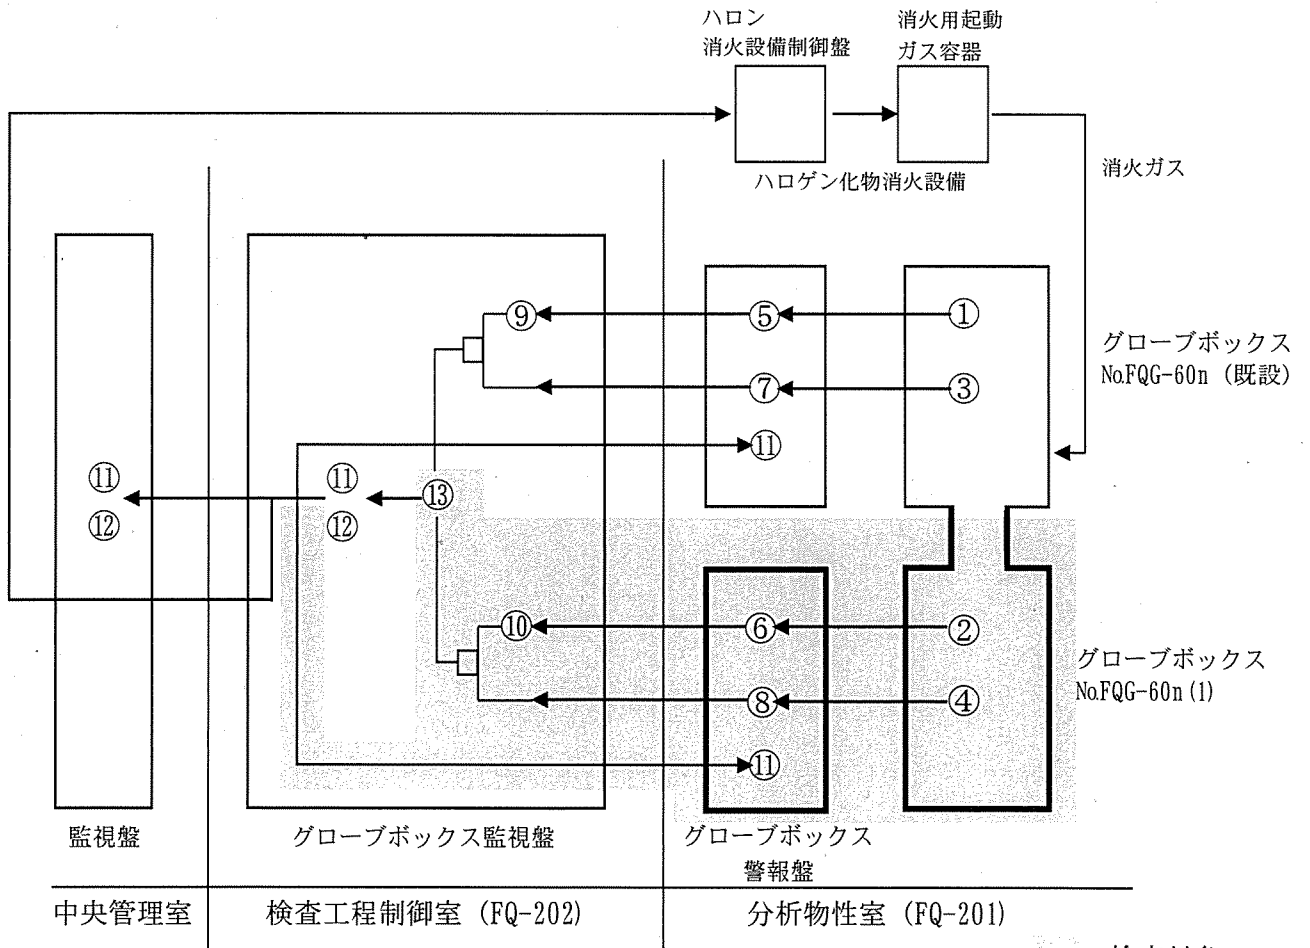 ハロン
消火設備制御盤
消火用起動
ガス容器
ハロゲン化物消火設備
消火ガス
⑨
⑤
①
⑦
③
⑪
グローブボックス
No.FQG-60n (既設)
⑪
⑫
⑪
⑫
⑬
⑩
⑥
②
⑧
④
⑪
グローブボックス
No.FQG-60n(1)
監視盤
グローブボックス監視盤
グローブボックス
警報盤
中央管理室
検査工程制御室 (FQ-202)
分析物性室 (FQ-201)